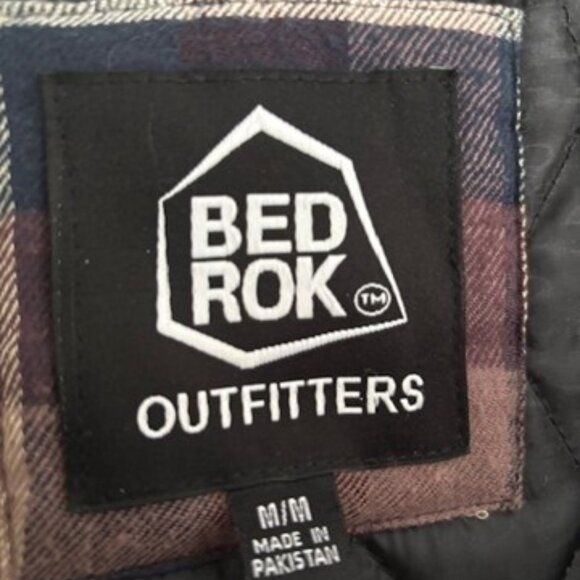 BED
ROK TM
OUTFITTERS
M/M
MADE IN
PAKISTAN